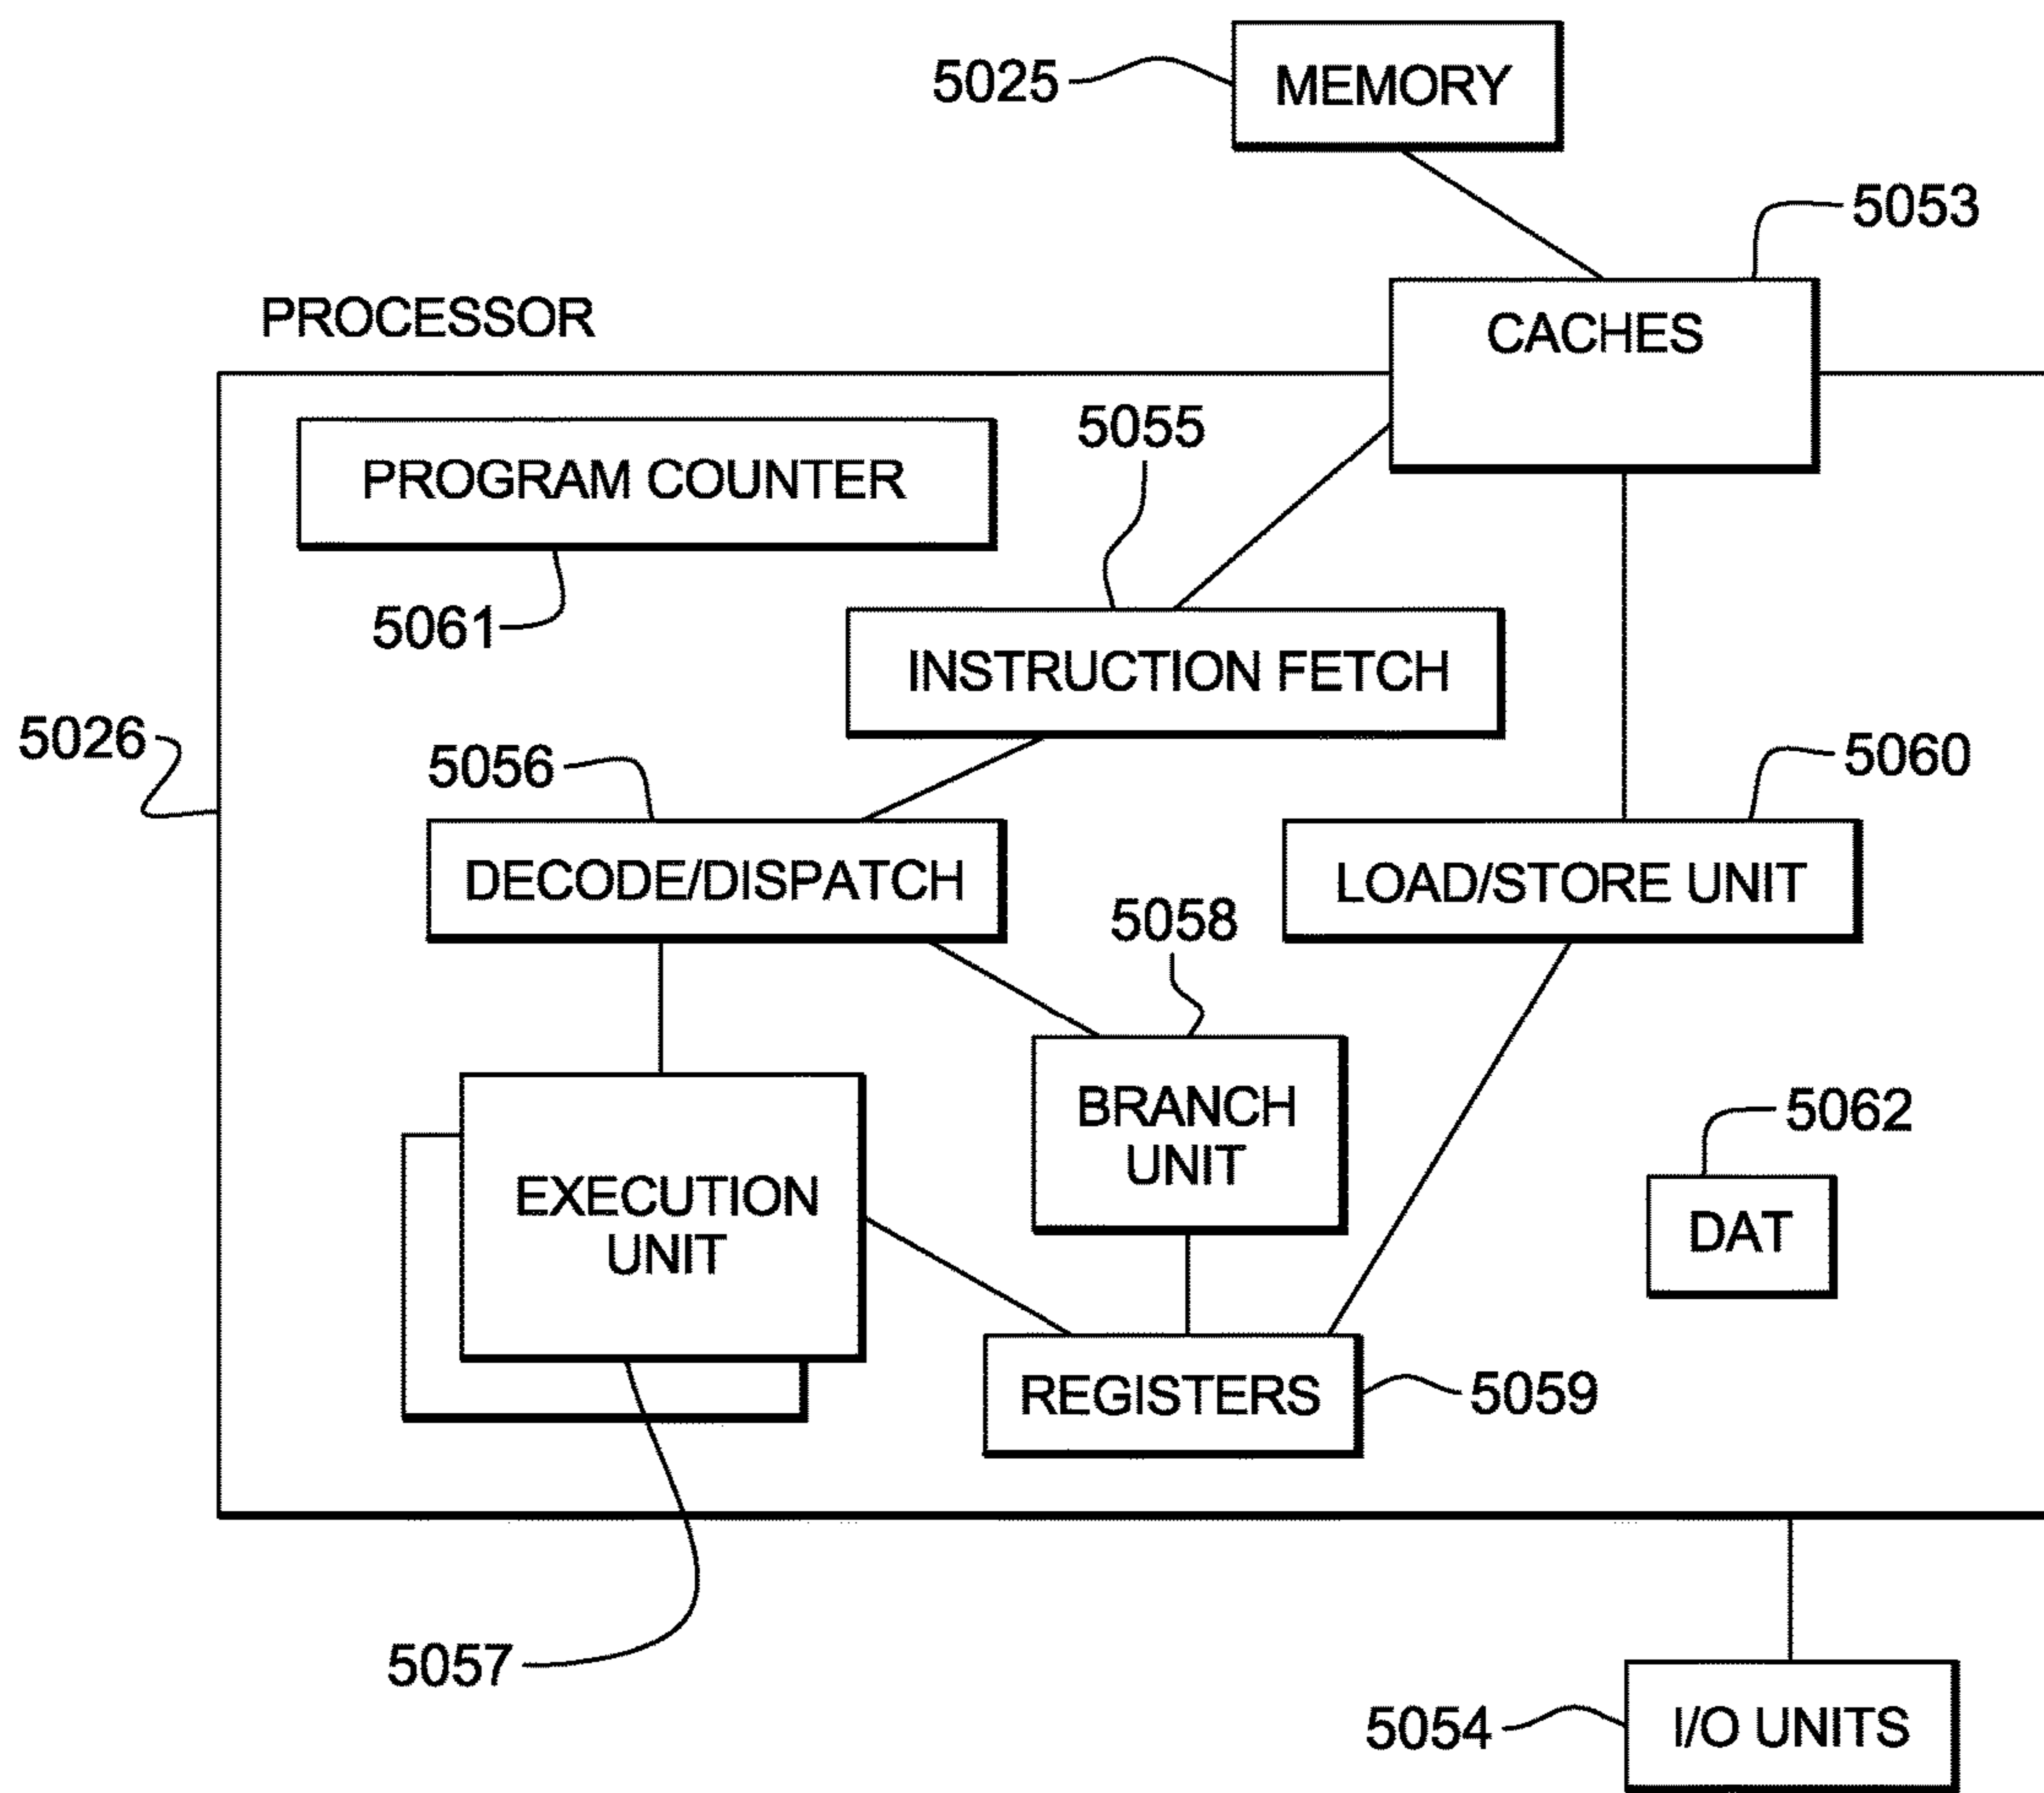 5025
MEMORY
5053
CACHES
PROCESSOR
5055
PROGRAM COUNTER
5061
INSTRUCTION FETCH
5026
5056
5060
DECODE/DISPATCH
LOAD/STORE UNIT
5058
BRANCH
UNIT
5062
EXECUTION
UNIT
DAT
REGISTERS
5059
5057
5054
I/O UNITS